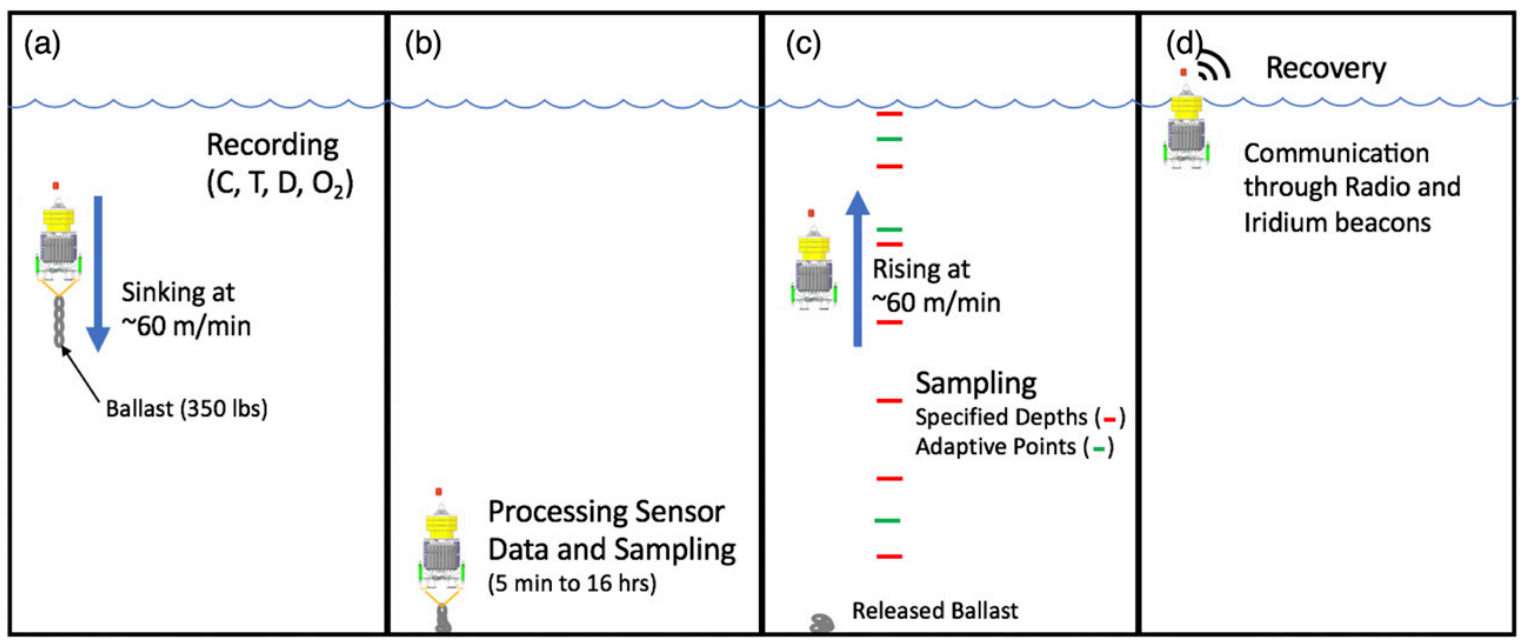 (a)
Recording
(C, T, D, O₂)
Sinking at
~60 m/min
Ballast (350 lbs)
(b)
Processing Sensor
Data and Sampling
(5 min to 16 hrs)
(c)
Rising at
~60 m/min
Sampling
Specified Depths (-)
Adaptive Points (-)
Released Ballast
(d)
Recovery
Communication
through Radio and
Iridium beacons